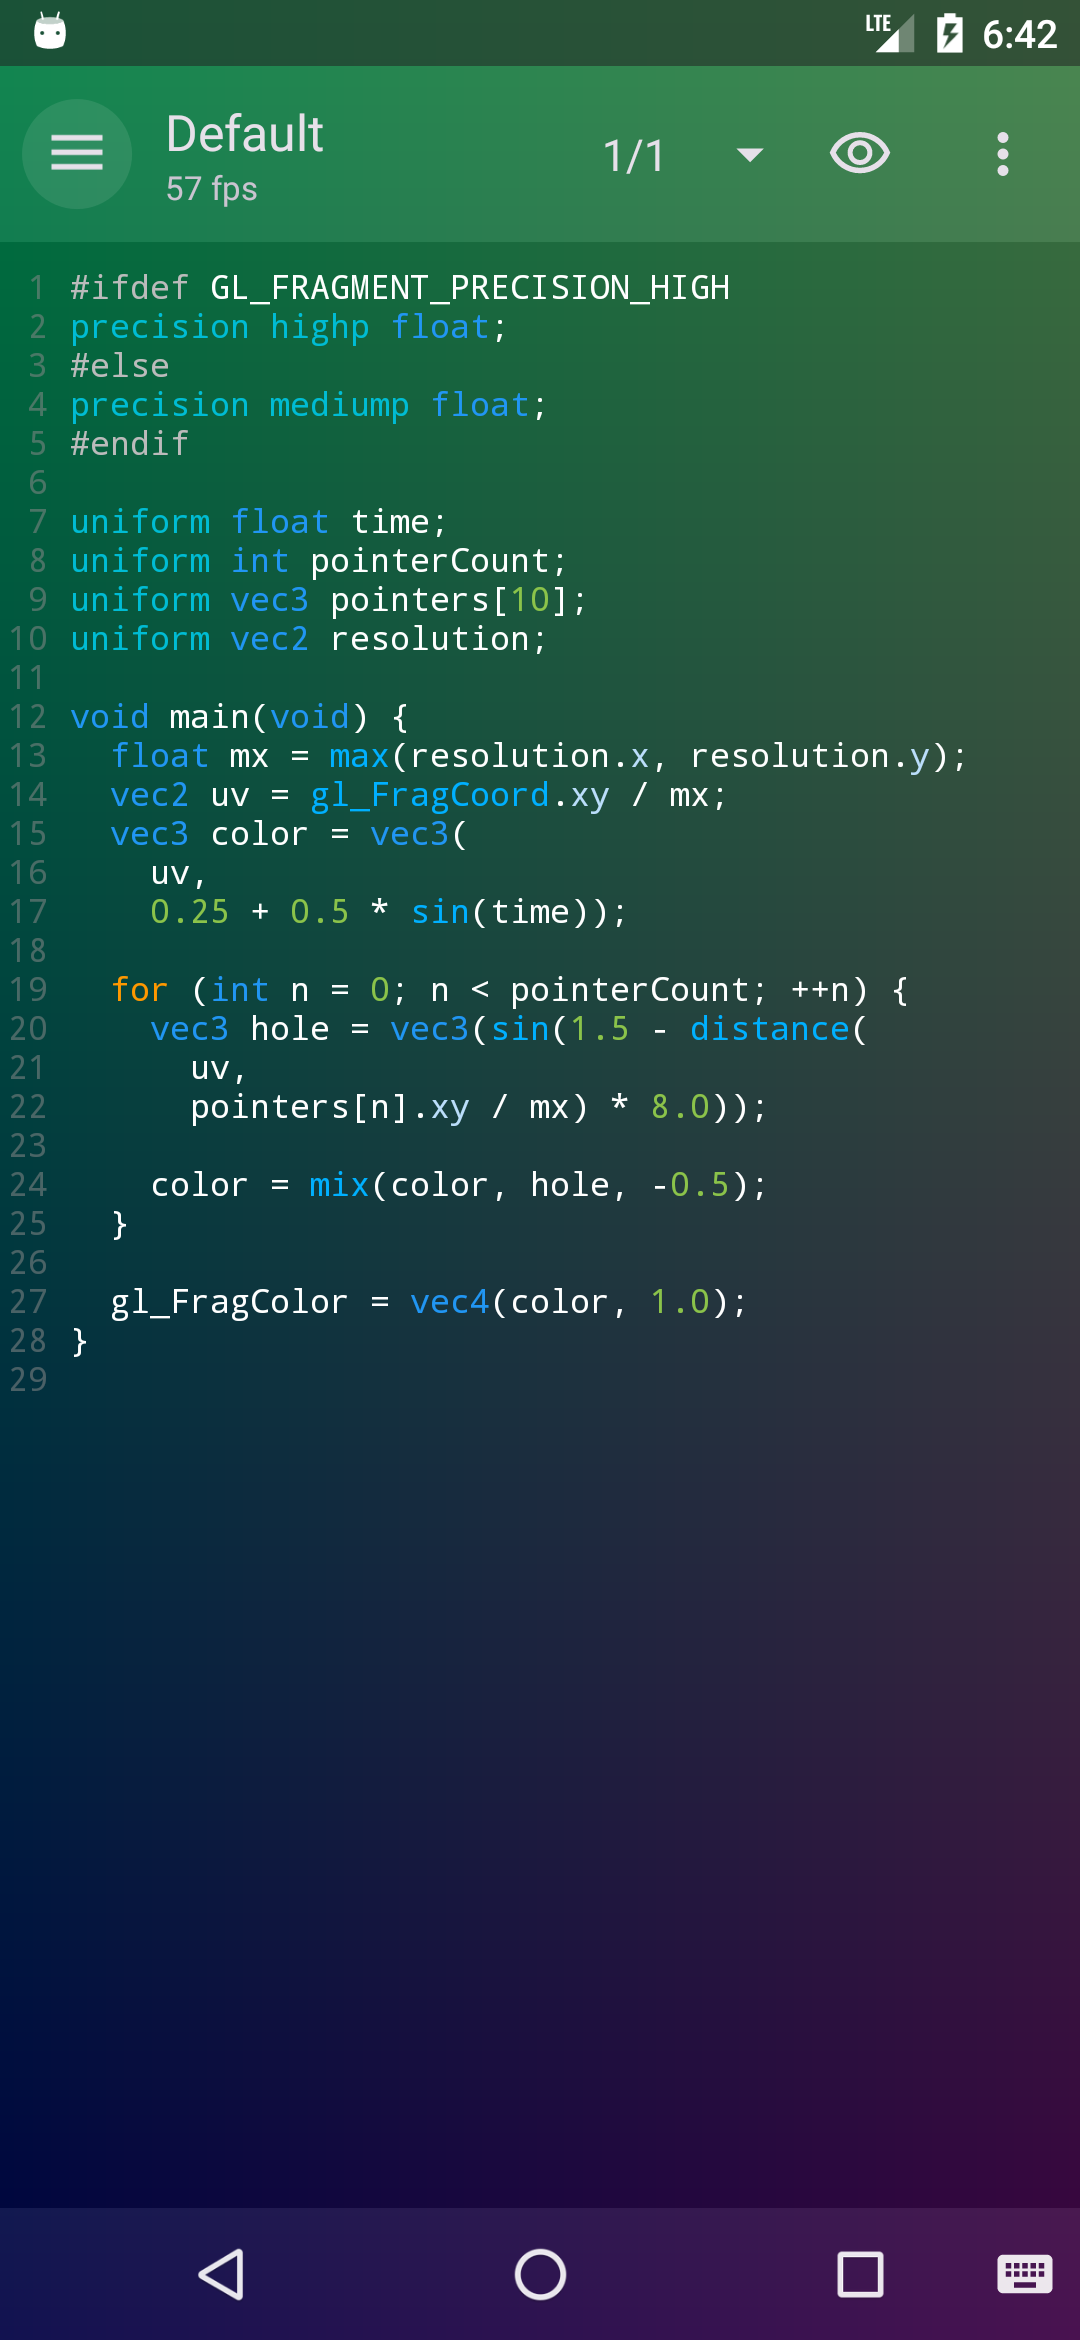 LTE 6:42
Default
57 fps
1/1
1 #ifdef GL_FRAGMENT_PRECISION_HIGH
2 precision highp float;
3 #else
4 precision mediump float;
5 #endif
6
7 uniform float time;
8 uniform int pointerCount;
9 uniform vec3 pointers[10];
10 uniform vec2 resolution;
11
12 void main(void) {
13   float mx = max(resolution.x, resolution.y);
14   vec2 uv = gl_FragCoord.xy / mx;
15   vec3 color = vec3(
16     uv,
17     0.25 + 0.5 * sin(time));
18
19   for (int n = 0; n < pointerCount; ++n) {
20     vec3 hole = vec3(sin(1.5 - distance(
21       uv,
22       pointers[n].xy / mx) * 8.0));
23
24     color = mix(color, hole, -0.5);
25   }
26
27   gl_FragColor = vec4(color, 1.0);
28 }
29